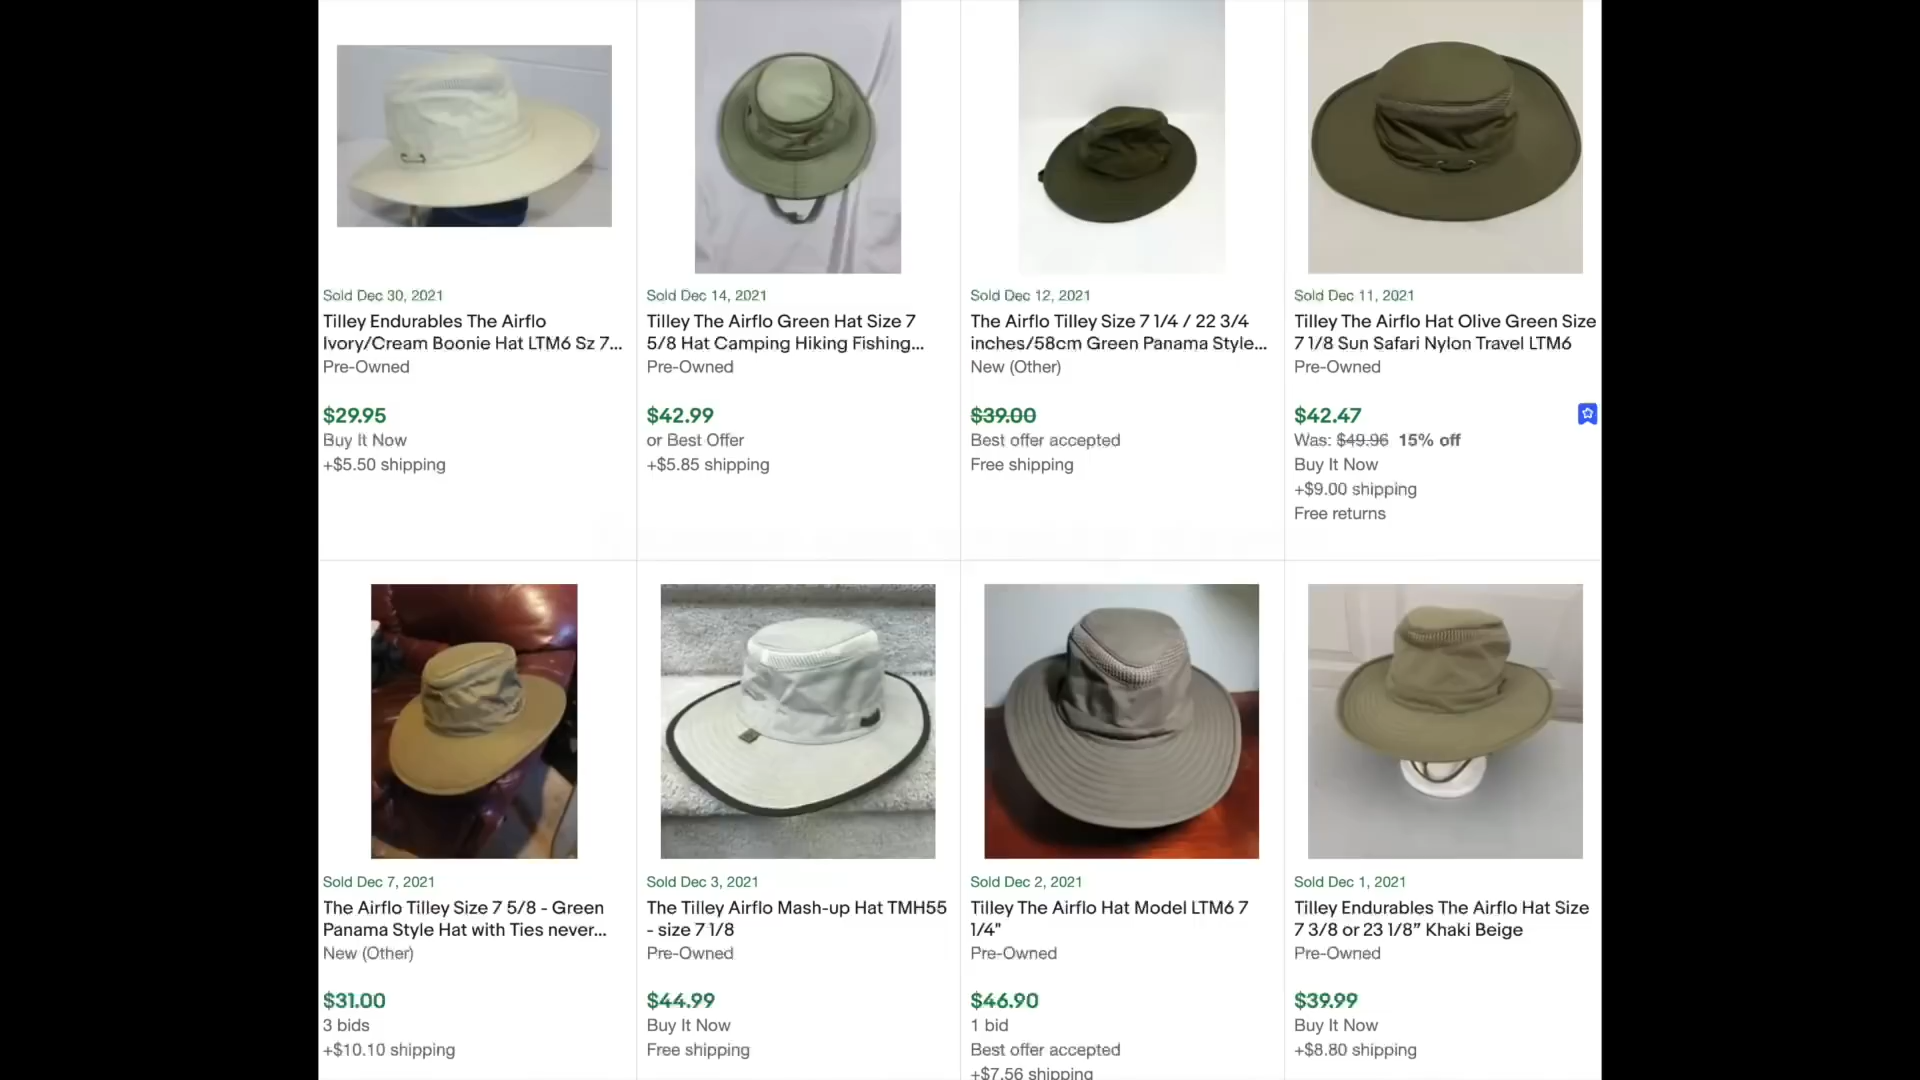 Sold Dec 30, 2021
Tilley Endurables The Airflo
Ivory/Cream Boonie Hat LTM6 Sz 7...
Pre-Owned
$29.95
Buy It Now
+$5.50 shipping
Sold Dec 14, 2021
Tilley The Airflo Green Hat Size 7
5/8 Hat Camping Hiking Fishing...
Pre-Owned
$42.99
or Best Offer
+$5.85 shipping
Sold Dec 12, 2021
The Airflo Tilley Size 7 1/4 / 22 3/4
inches/58cm Green Panama Style...
New (Other)
$39.00
Best offer accepted
Free shipping
Sold Dec 11, 2021
Tilley The Airflo Hat Olive Green Size
7 1/8 Sun Safari Nylon Travel LTM6
Pre-Owned
$42.47
Was: $49.96 15% off
Buy It Now
+$9.00 shipping
Free returns
Sold Dec 7, 2021
The Airflo Tilley Size 7 5/8 - Green
Panama Style Hat with Ties never...
New (Other)
$31.00
3 bids
+$10.10 shipping
Sold Dec 3, 2021
The Tilley Airflo Mash-up Hat TMH55
- size 7 1/8
Pre-Owned
$44.99
Buy It Now
Free shipping
Sold Dec 2, 2021
Tilley The Airflo Hat Model LTM6 7
1/4"
Pre-Owned
$46.90
1 bid
Best offer accepted
+$7.56 shipping
Sold Dec 1, 2021
Tilley Endurables The Airflo Hat Size
7 3/8 or 23 1/8” Khaki Beige
Pre-Owned
$39.99
Buy It Now
+$8.80 shipping